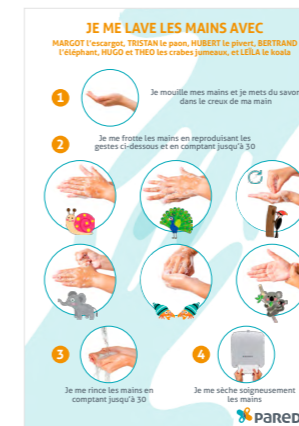 JE ME LAVE LES MAINS AVEC
MARGOT l'escargot, TRISTAN le paon, HUBERT le pivert, BERTRAND
l'éléphant, HUGO et THEO les crabes jumeaux, et LEÏLA le koala
1
Je mouille mes mains et je mets du savon
dans le creux de ma main
2
Je me frotte les mains en reproduisant les
gestes ci-dessous et en comptant jusqu'à 30
3
4
Je me rince les mains en
comptant jusqu'à 30
Je me sèche soigneusement
les mains
PARED